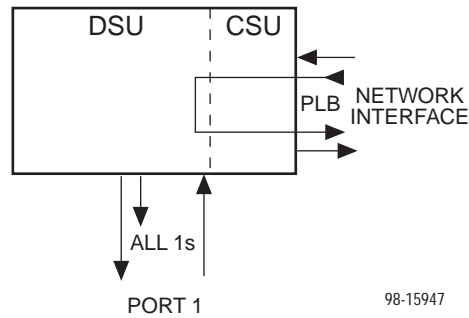 DSU CSU
PLB
NETWORK
INTERFACE
ALL 1s
PORT 1
98-15947